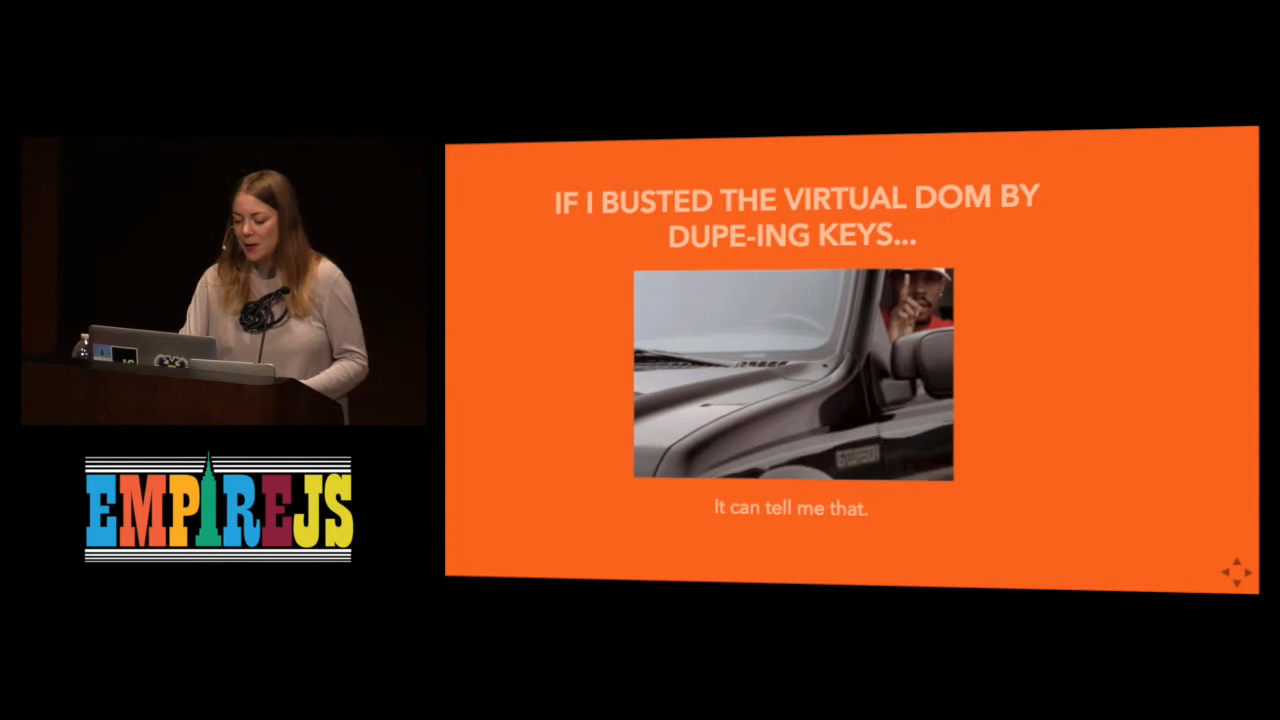 IF I BUSTED THE VIRTUAL DOM BY
DUPE-ING KEYS...
It can tell me that.
EMPIREJS